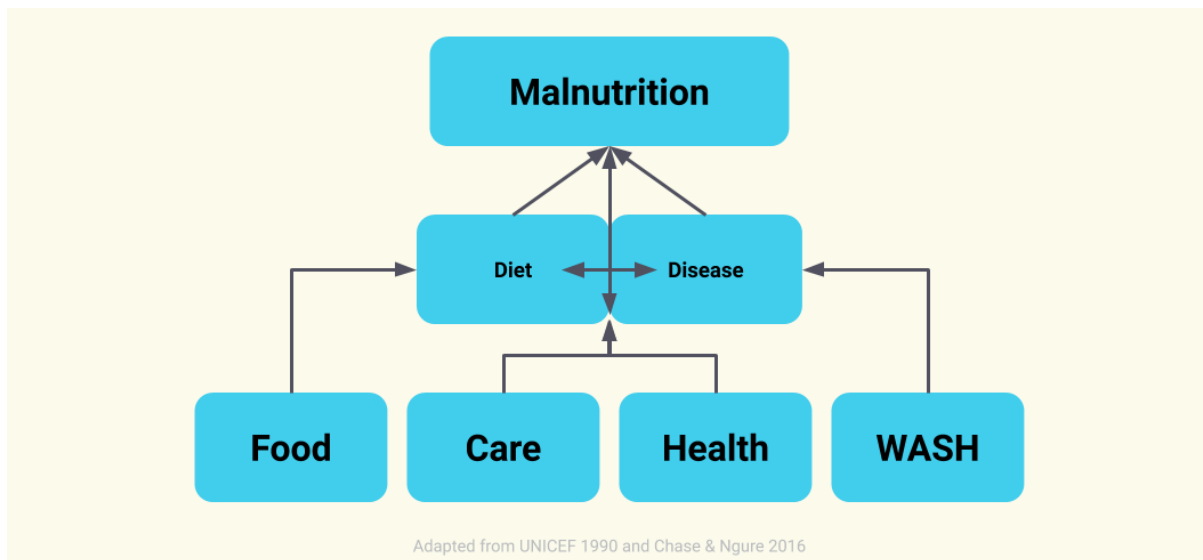 Malnutrition
Diet
Disease
Food
Care
Health
WASH
Adapted from UNICEF 1990 and Chase & Ngure 2016